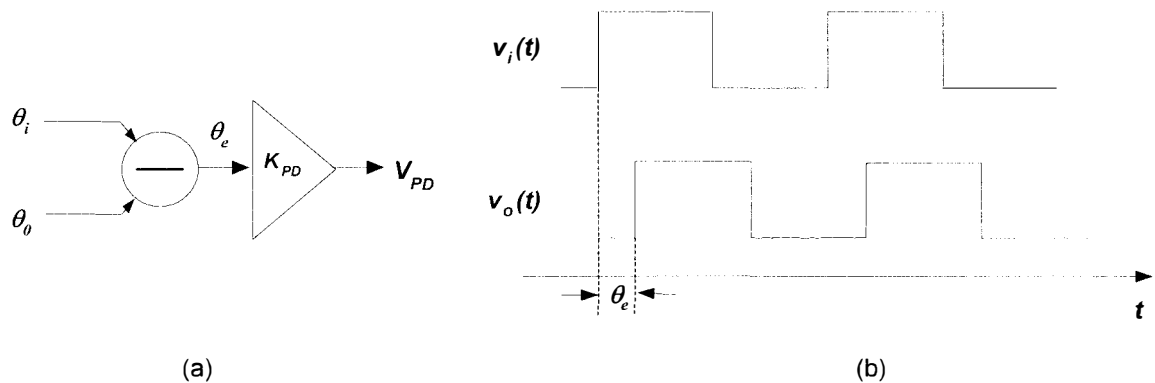 θi
θ0
θe
KPD
VPD
(a)
vi(t)
vo(t)
θe
t
(b)